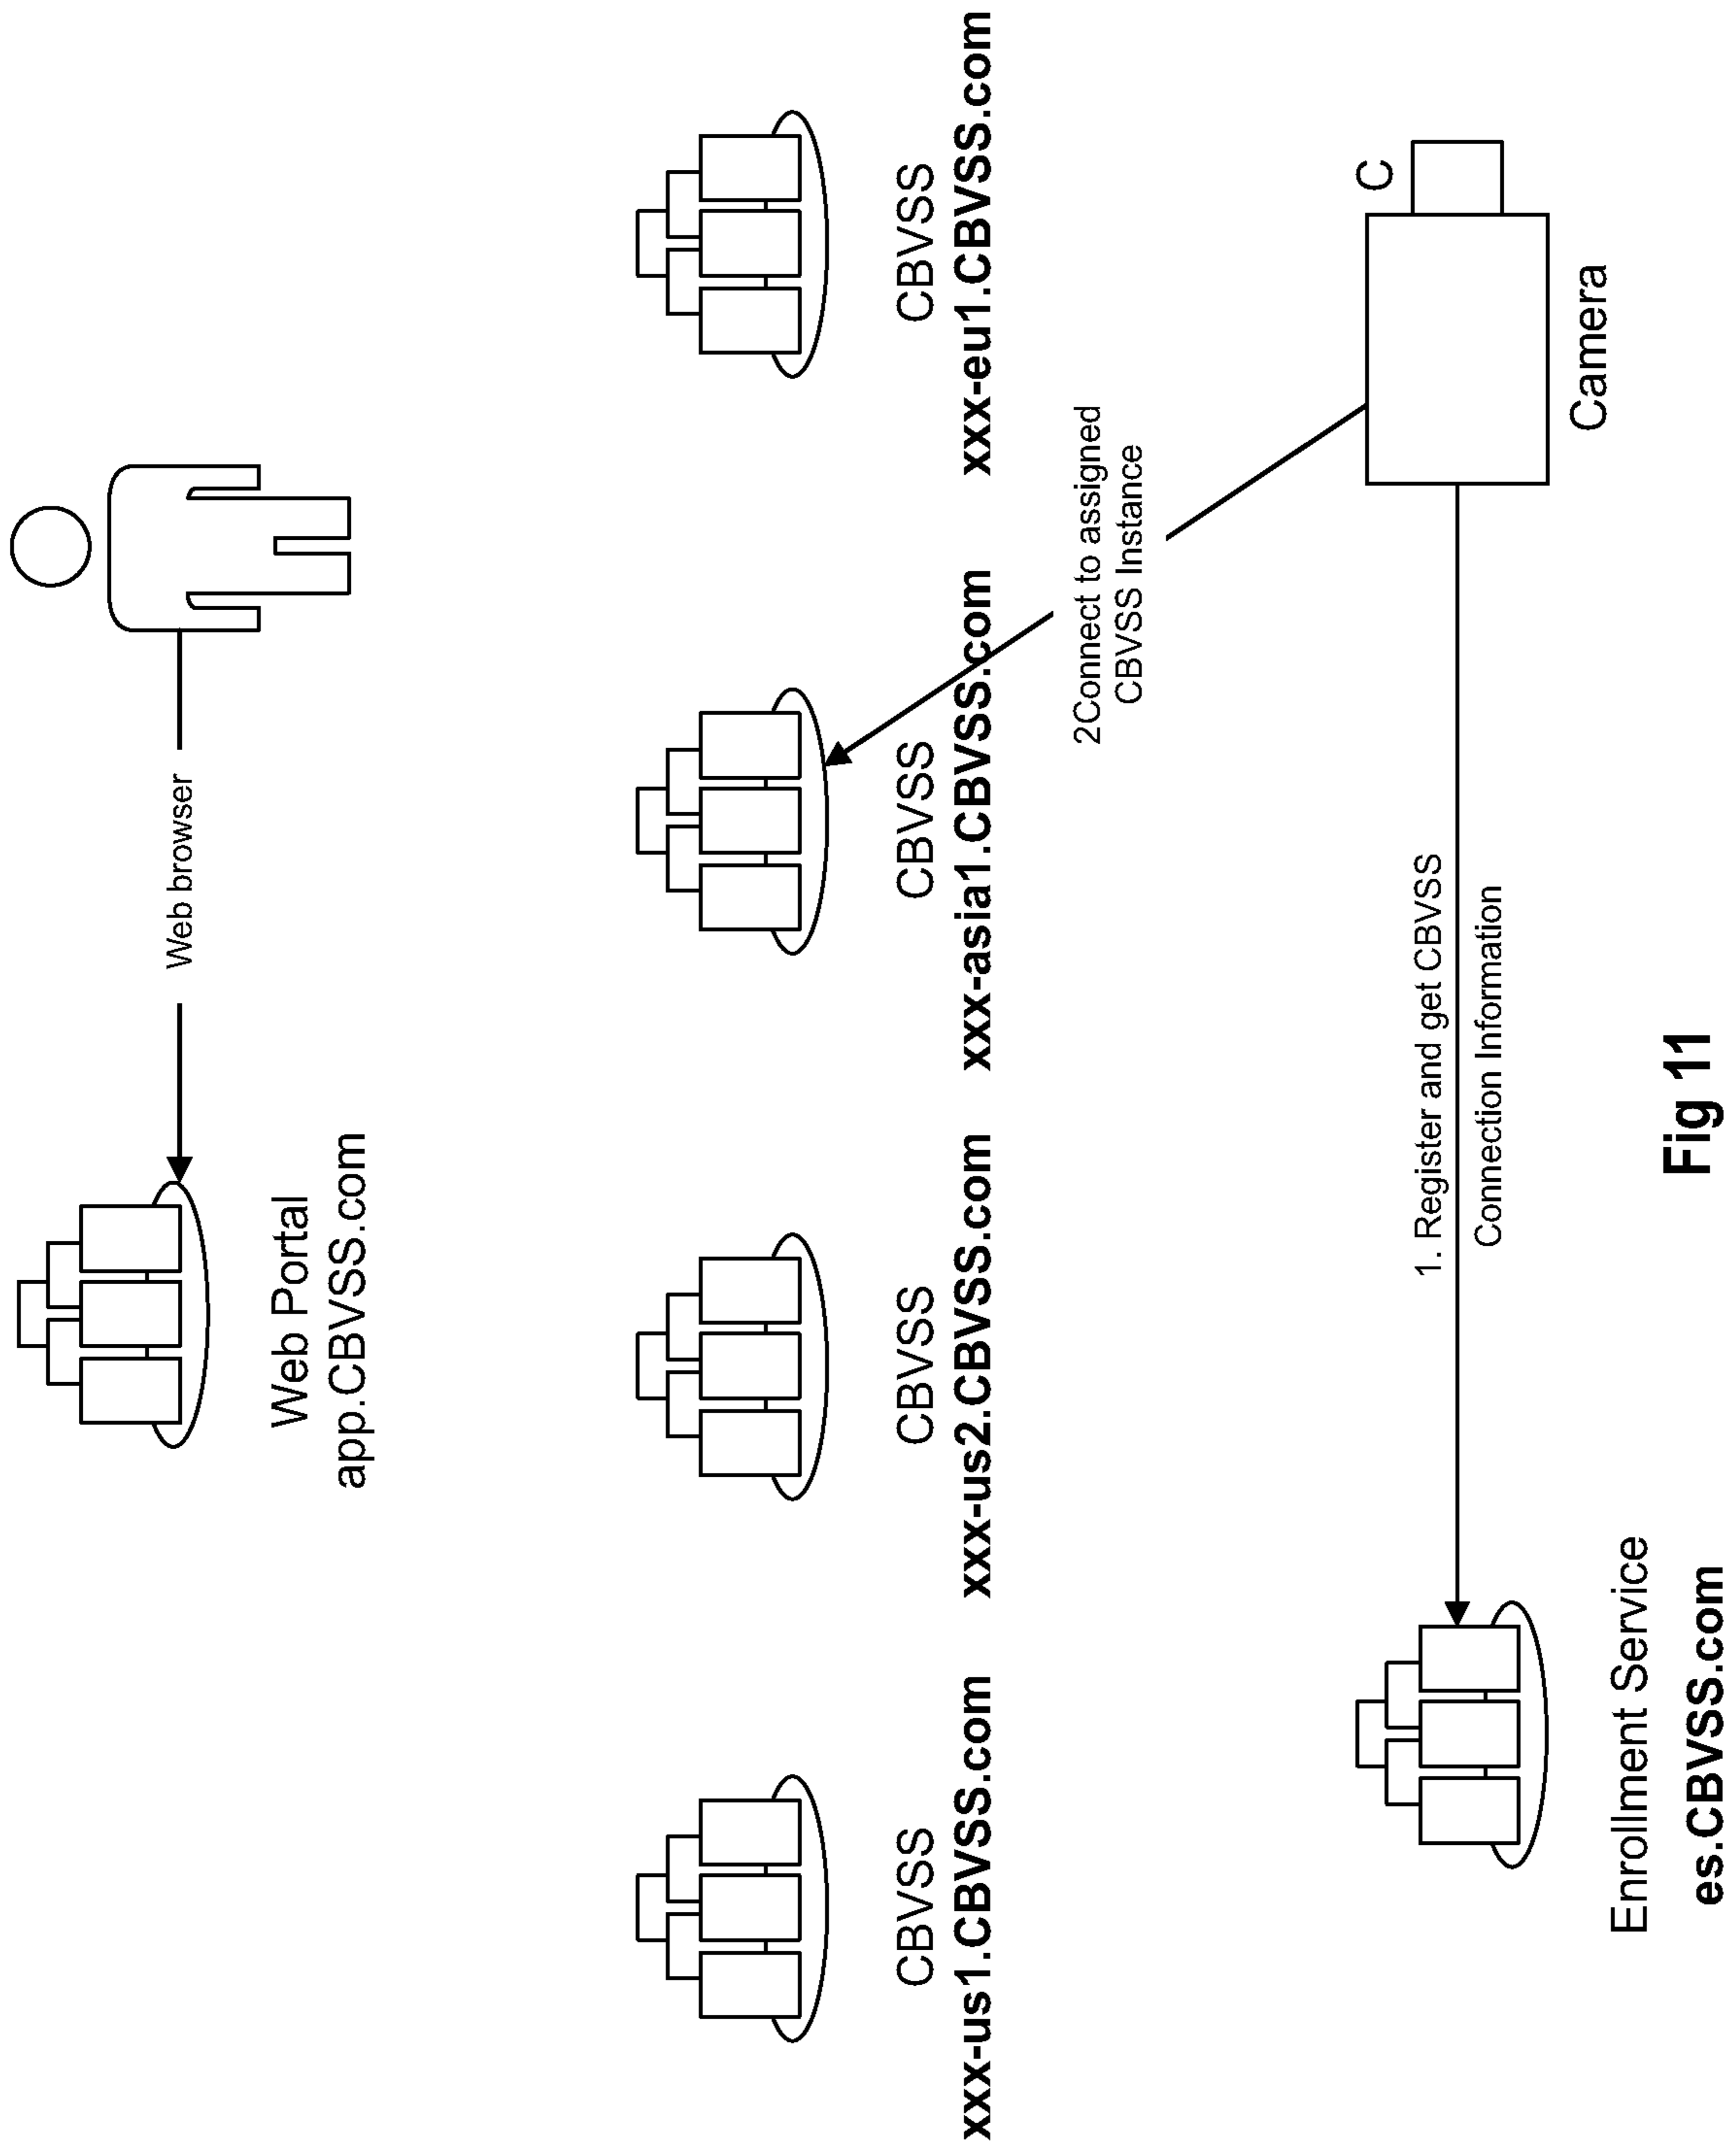 Web browser
Web Portal
app.CBVSS.com
CBVSS
xxx-us1.CBVSS.com
CBVSS
xxx-us2.CBVSS.com
CBVSS
xxx-asia1.CBVSS.com
CBVSS
xxx-eu1.CBVSS.com
2Connect to assigned
CBVSS Instance
1. Register and get CBVSS
Connection Information
C
Camera
Enrollment Service
es.CBVSS.com
Fig 11